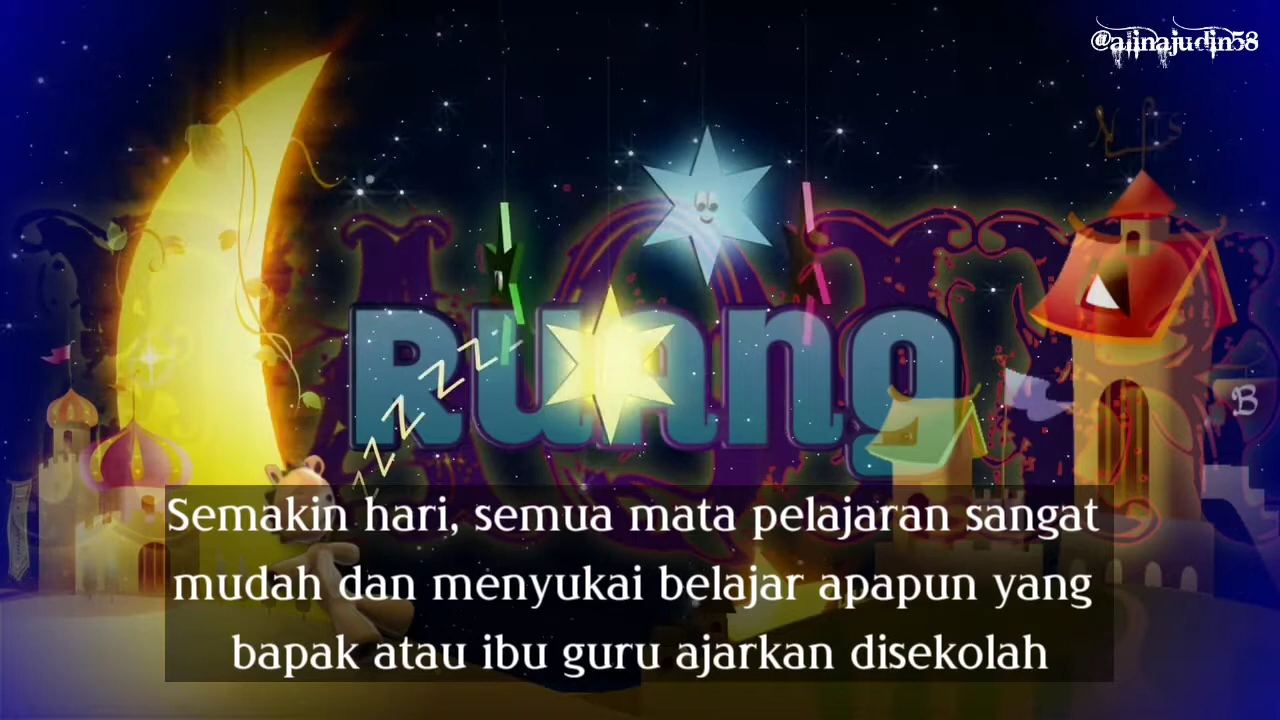 @alinajudin58
Ruang
zzzzzz
Semakin hari, semua mata pelajaran sangat
mudah dan menyukai belajar apapun yang
bapak atau ibu guru ajarkan disekolah
B